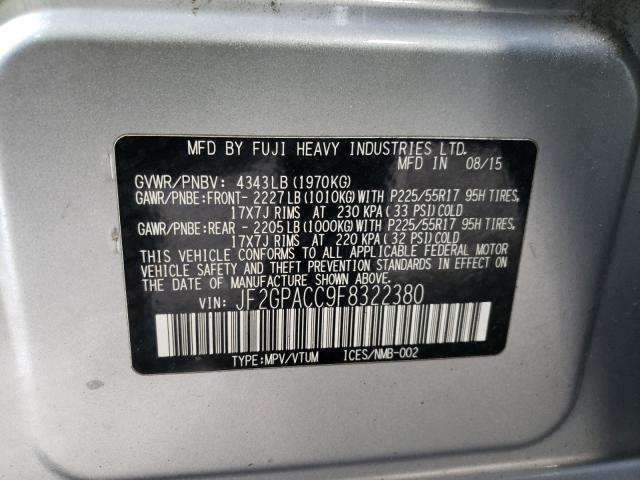 MFD BY FUJI HEAVY INDUSTRIES LTD.
MFD IN 08/15
GVWR/PNBV: 4343LB(1970KG)
GAWR/PNBE:FRONT- 2227LB(1010KG)WITH P225/55R17 95H TIRES,
17X7J RIMS AT 230 KPA (33 PSI)COLD
GAWR/PNBE:REAR - 2205LB(1000KG)WITH P225/55R17 95H TIRES,
17X7J RIMS AT 220 KPA (32 PSI)COLD
THIS VEHICLE CONFORMS TO ALL APPLICABLE FEDERAL MOTOR
VEHICLE SAFETY AND THEFT PREVENTION STANDARDS IN EFFECT ON
THE DATE OF MANUFACTURE SHOWN ABOVE.
VIN: JF2GPACC9F8322380
TYPE:MPV/VTUM ICES/NMB-002